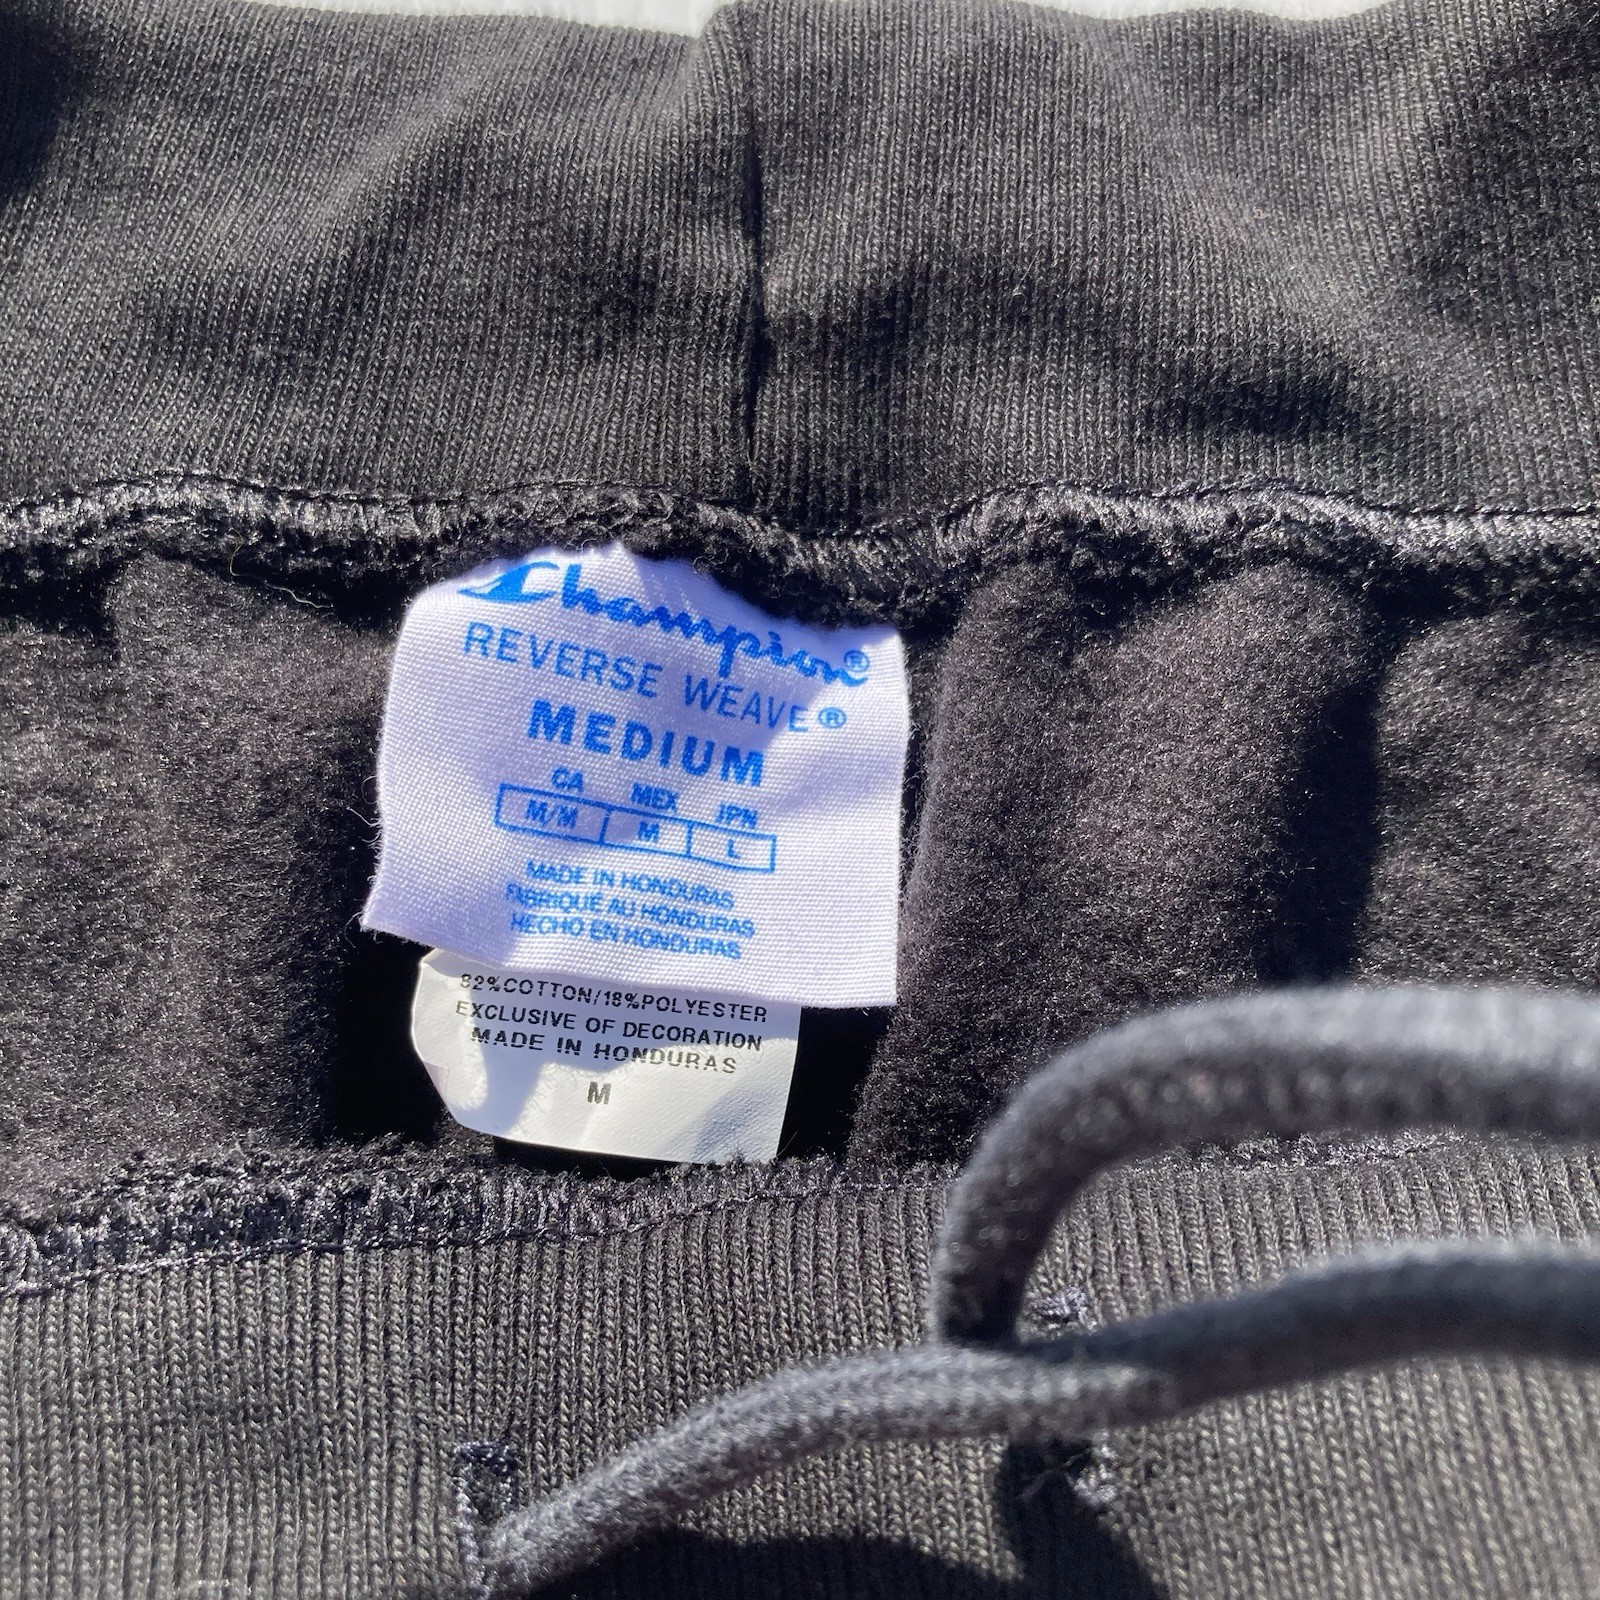 Champion®
REVERSE WEAVE®
MEDIUM
CA MEX JPN
M/M M L
MADE IN HONDURAS
FABRIQUÉ AU HONDURAS
HECHO EN HONDURAS
82%COTTON/18%POLYESTER
EXCLUSIVE OF DECORATION
MADE IN HONDURAS
M